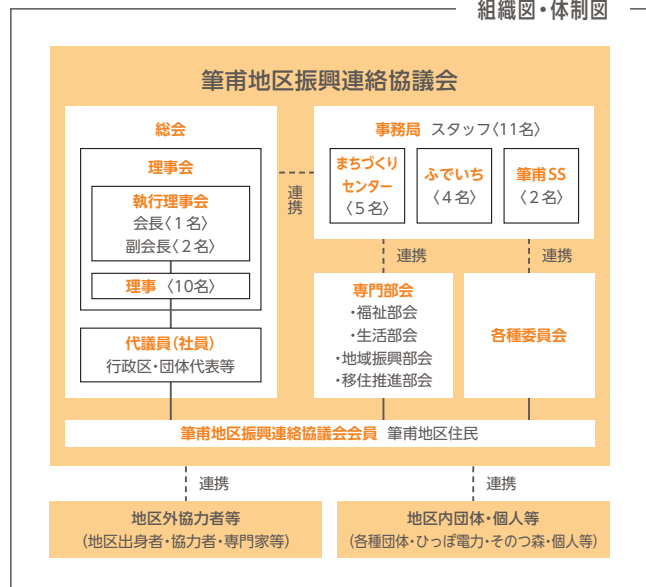 組織図・体制図
筆甫地区振興連絡協議会
総会
理事会
執行理事会
会長〈1名〉
副会長〈2名〉
理事〈10名〉
代議員（社員）
行政区・団体代表等
連携
事務局 スタッフ〈11名〉
まちづくり
センター
〈5名〉
ふでいち
〈4名〉
筆甫SS
〈2名〉
連携
連携
専門部会
・福祉部会
・生活部会
・地域振興部会
・移住推進部会
各種委員会
筆甫地区振興連絡協議会会員 筆甫地区住民
連携
連携
地区外協力者等
（地区出身者・協力者・専門家等）
地区内団体・個人等
（各種団体・ひっぽ電力・そのつ森・個人等）